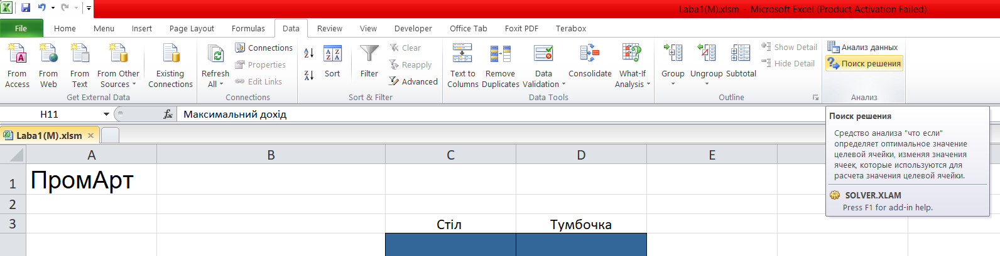 Laba1(M).xlsm - Microsoft Excel (Product Activation Failed)
File Home Menu Insert Page Layout Formulas Data Review View Developer Office Tab Foxit PDF Terabox
From Access
From Web
From Text
From Other Sources
Existing Connections
Get External Data
Refresh All
Connections
Properties
Edit Links
Connections
Sort
Filter
Clear
Reapply
Advanced
Sort & Filter
Text to Columns
Remove Duplicates
Data Validation
Consolidate
What-If Analysis
Data Tools
Group
Ungroup
Subtotal
Show Detail
Hide Detail
Outline
Анализ данных
Поиск решения
Анализ
H11 fx Максимальний дохід
Laba1(M).xlsm
A B C D E
1 ПромАрт
2
3 Стіл Тумбочка
Поиск решения
Средство анализа "что если"
определяет оптимальное значение
целевой ячейки, изменяя значения
ячеек, которые используются для
расчета значения целевой ячейки.
SOLVER.XLAM
Press F1 for add-in help.